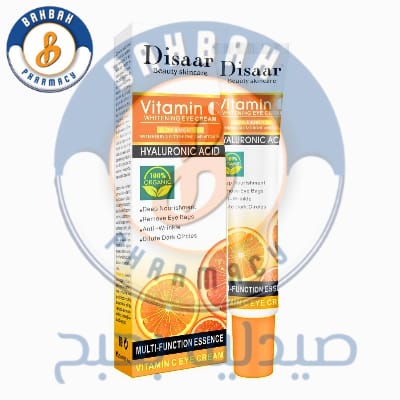 BAHBAH
PHARMACY
Disaar
Beauty skincare
Vitamin C
WHITENING EYE CREAM
HYALURONIC ACID
100%
ORGANIC
Deep Nourishment
Remove Eye Bags
Anti-Wrinkle
Dilute Dark Circles
MULTI-FUNCTION ESSENCE
VITAMIN C EYE CREAM
Disaar
Beauty skincare
Vitamin C
WHITENING EYE CREAM
HYALURONIC ACID
MULTI-FUNCTION ESSENCE
VITAMIN C EYE CREAM
BAHBAH
PHARMACY
صيدلية بحبح